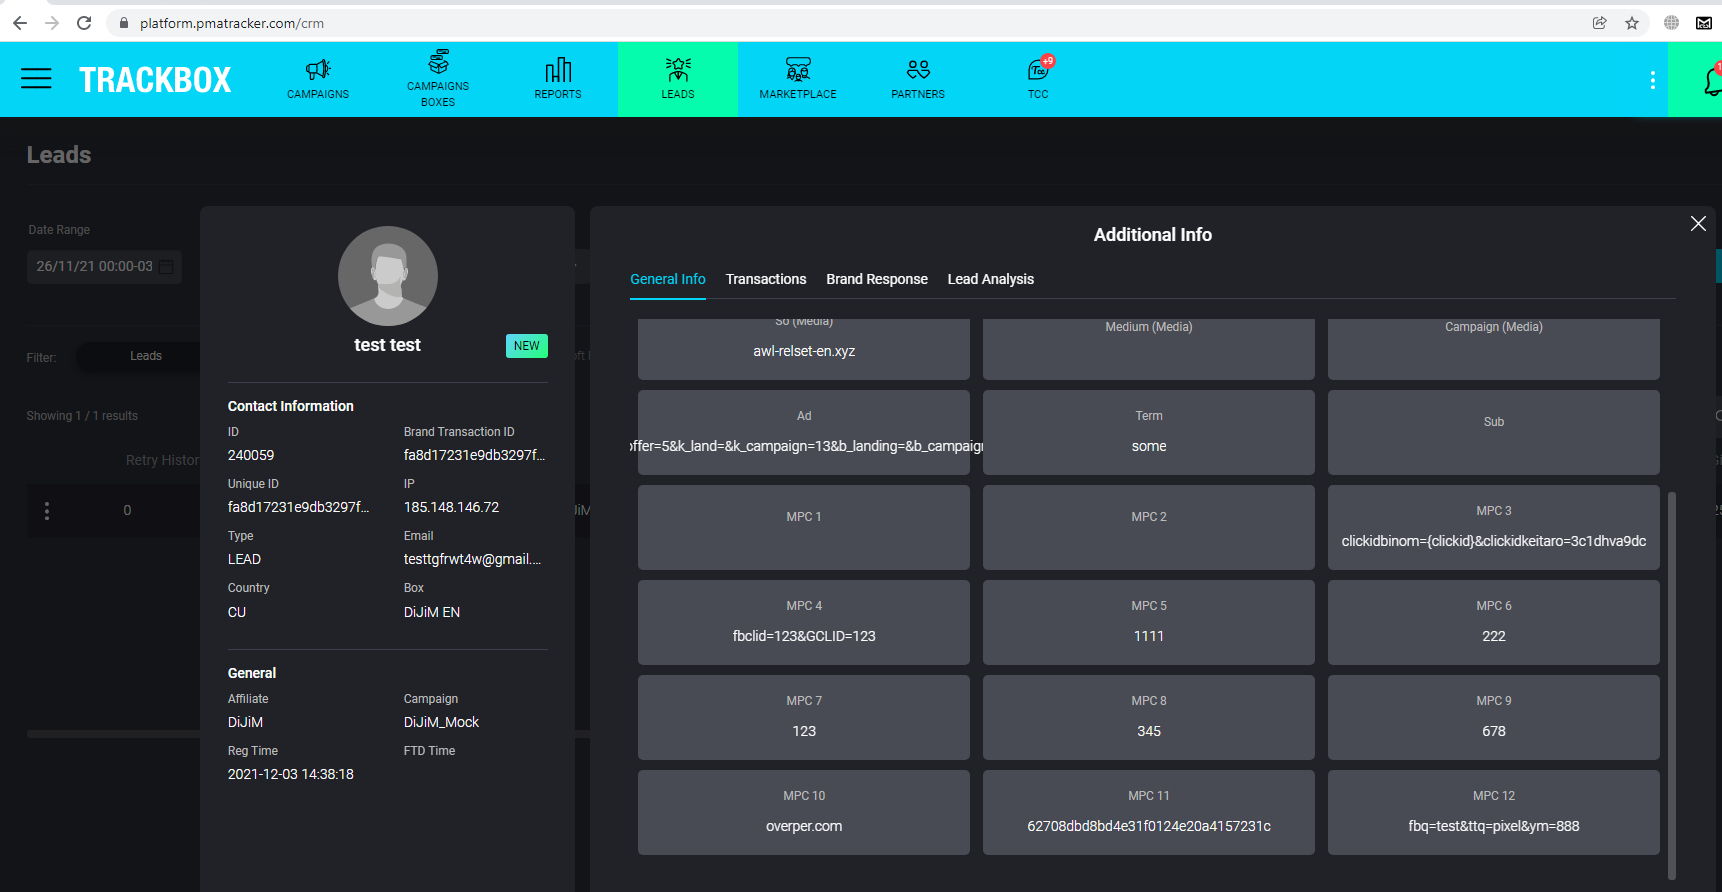 platform.pmatracker.com/crm
TRACKBOX
CAMPAIGNS
CAMPAIGNS
BOXES
REPORTS
LEADS
MARKETPLACE
PARTNERS
Tcc
+9
TCC
Leads
Date Range
26/11/21 00:00-03
Filter:
Leads
Showing 1 / 1 results
Retry Histor
0
test test
NEW
Contact Information
ID
Brand Transaction ID
240059
fa8d17231e9db3297f...
Unique ID
IP
fa8d17231e9db3297f...
185.148.146.72
Type
Email
LEAD
testtgfrwt4w@gmail....
Country
Box
CU
DiJiM EN
General
Affiliate
Campaign
DiJiM
DiJiM_Mock
Reg Time
FTD Time
2021-12-03 14:38:18
Additional Info
General Info
Transactions
Brand Response
Lead Analysis
So (Media)
awl-relset-en.xyz
Medium (Media)
Campaign (Media)
Ad
offer=5&k_land=&k_campaign=13&b_landing=&b_campaign
Term
some
Sub
MPC 1
MPC 2
MPC 3
clickidbinom={clickid}&clickidkeitaro=3c1dhva9dc
MPC 4
fbclid=123&GCLID=123
MPC 5
1111
MPC 6
222
MPC 7
123
MPC 8
345
MPC 9
678
MPC 10
overper.com
MPC 11
62708dbd8bd4e31f0124e20a4157231c
MPC 12
fbq=test&ttq=pixel&ym=888